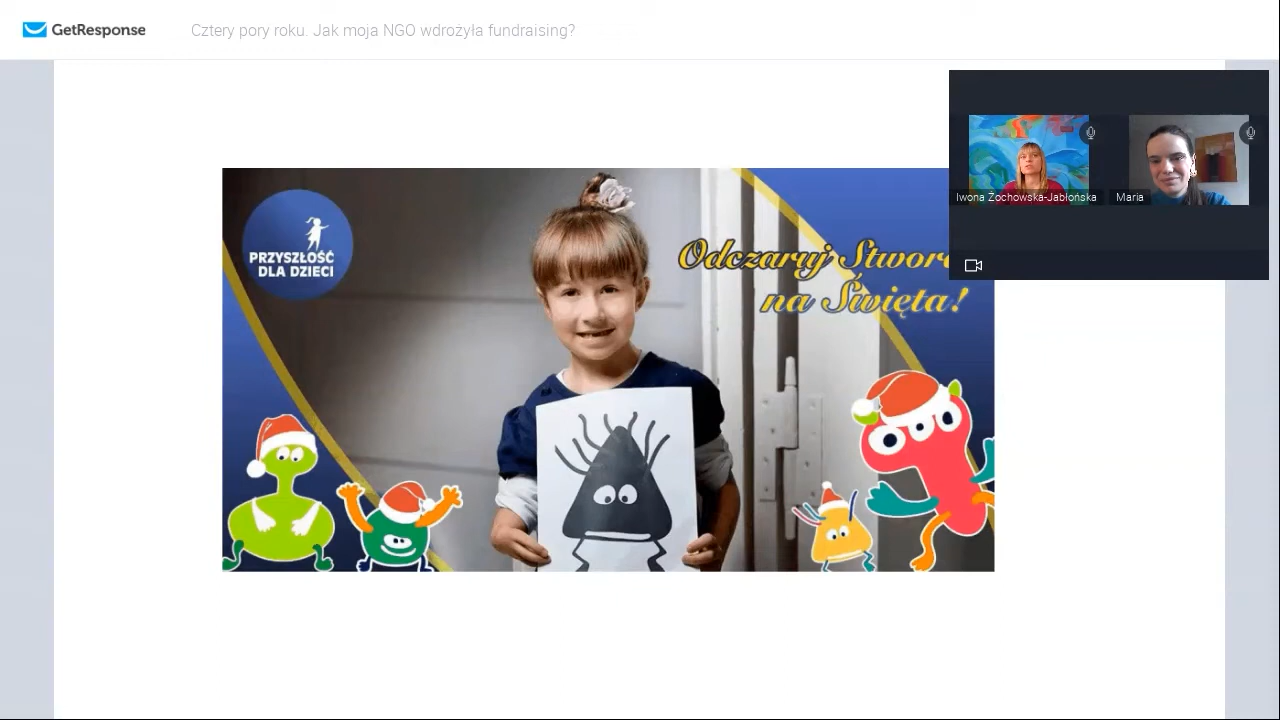 GetResponse
Cztery pory roku. Jak moja NGO wdrożyła fundraising?
Iwona Żochowska-Jabłońska
Maria
PRZYSZŁOŚĆ
DLA DZIECI
Odczaruj
na Święta!